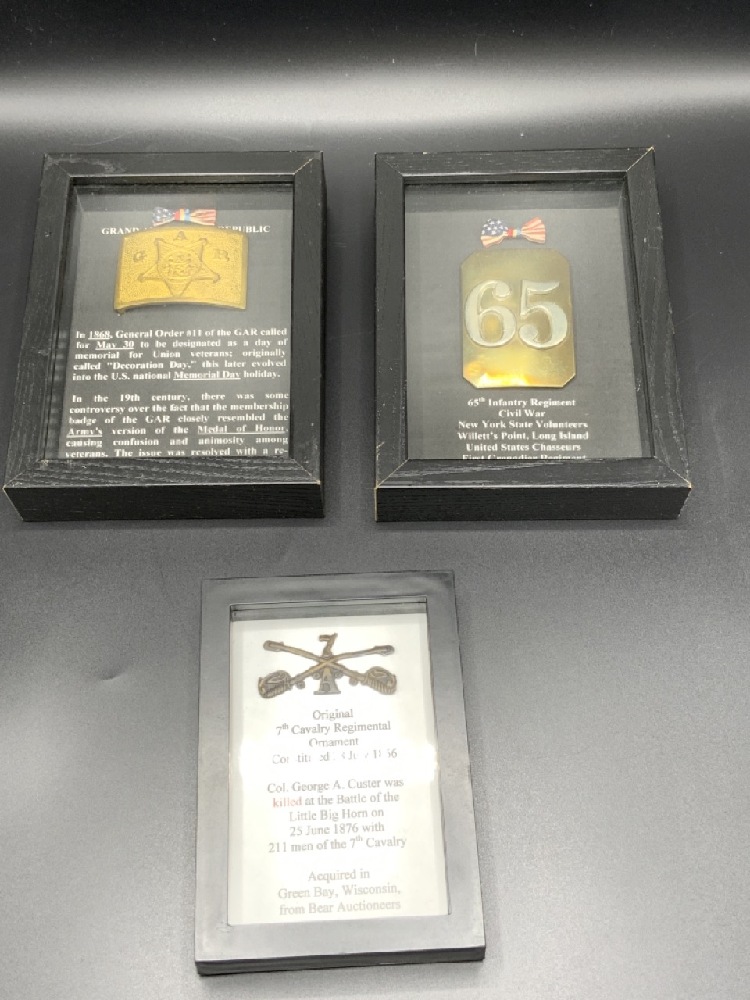 GRAND REPUBLIC
G A R
In 1868, General Order #11 of the GAR called
for May 30 to be designated as a day of
memorial for Union veterans; originally
called "Decoration Day," this later evolved
into the U.S. national Memorial Day holiday.
In the 19th century, there was some
controversy over the fact that the membership
badge of the GAR closely resembled the
Army's version of the Medal of Honor,
causing confusion and animosity among
veterans. The issue was resolved with a re-
65
65th Infantry Regiment
Civil War
New York State Volunteers
Willett's Point, Long Island
United States Chasseurs
First Grenadier Regiment
7
A
Original
7th Cavalry Regimental
Ornament
Col. George A. Custer was
killed at the Battle of the
Little Big Horn on
25 June 1876 with
211 men of the 7th Cavalry
Acquired in
Green Bay, Wisconsin,
from Bear Auctioneers